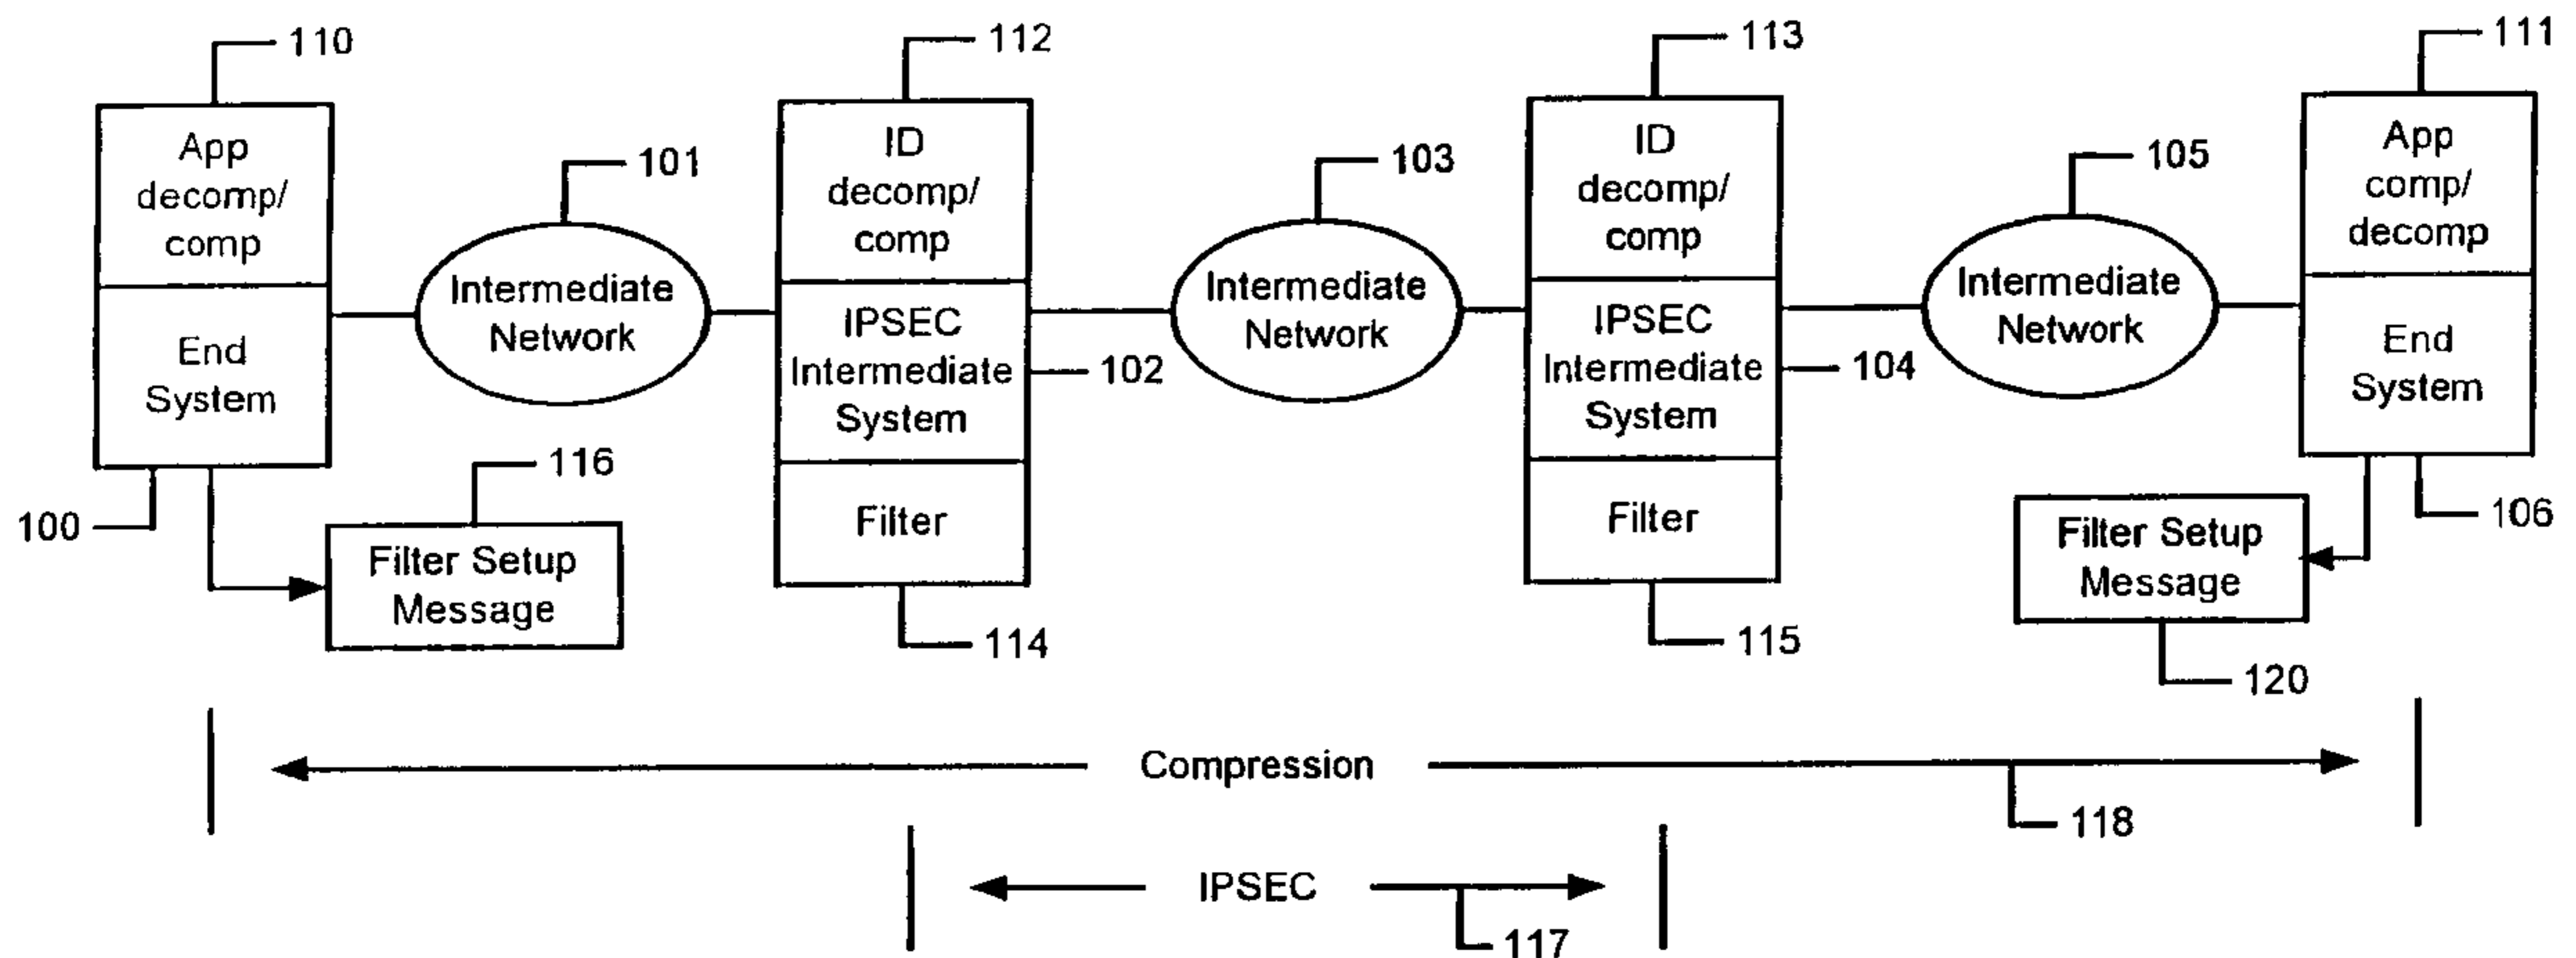 110
112
113
111
App
decomp/
comp
End
System
100
101
Intermediate
Network
116
Filter Setup
Message
ID
decomp/
comp
IPSEC
Intermediate
System
Filter
102
114
103
Intermediate
Network
ID
decomp/
comp
IPSEC
Intermediate
System
Filter
104
115
105
Intermediate
Network
App
comp/
decomp
End
System
106
Filter Setup
Message
120
Compression
118
IPSEC
117